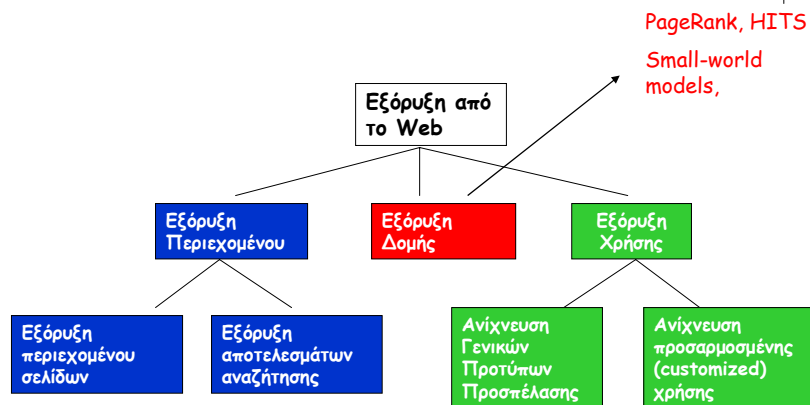 PageRank, HITS
Small-world
models,
Εξόρυξη από
το Web
Εξόρυξη
Περιεχομένου
Εξόρυξη
Δομής
Εξόρυξη
Χρήσης
Εξόρυξη
περιεχομένου
σελίδων
Εξόρυξη
αποτελεσμάτων
αναζήτησης
Ανίχνευση
Γενικών
Προτύπων
Προσπέλασης
Ανίχνευση
προσαρμοσμένης
(customized)
χρήσης